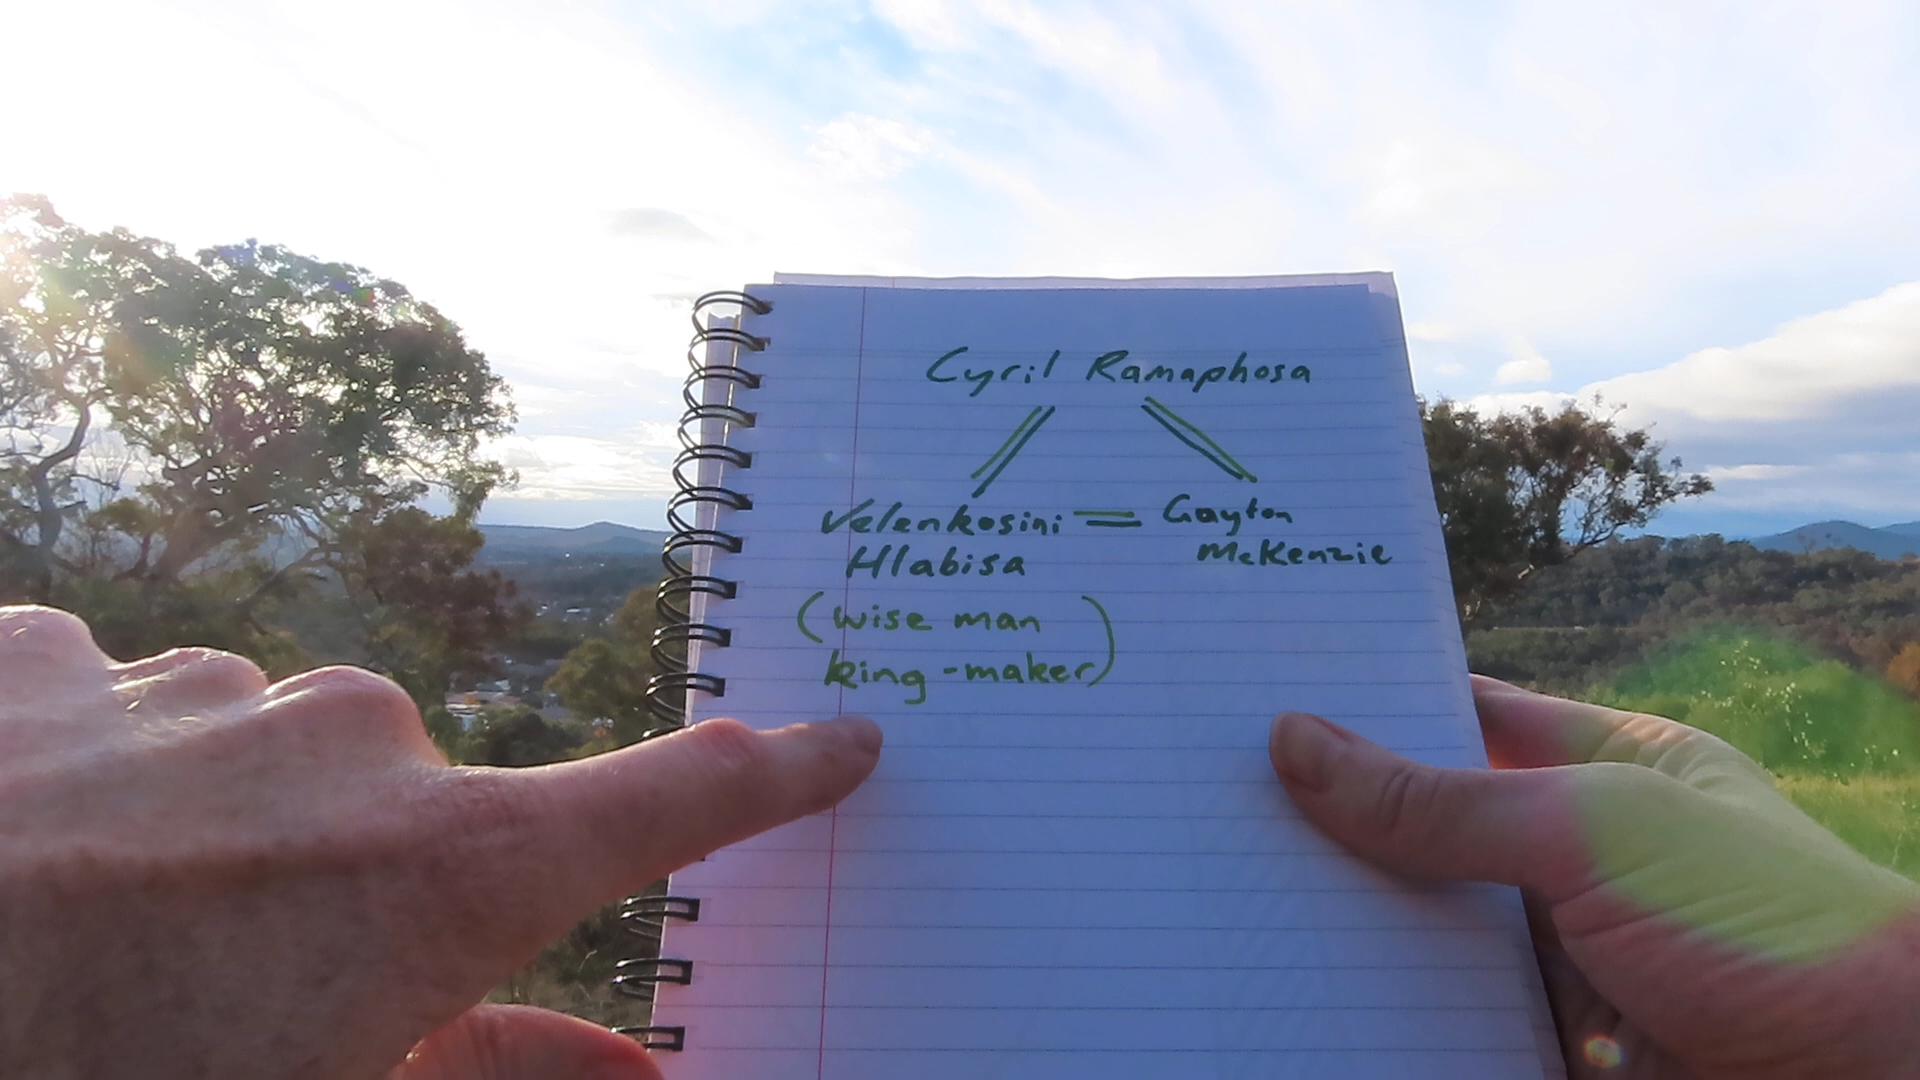 Cyril Ramaphosa
Velenkosini = Gayton
Hlabisa McKenzie
(wise man
king-maker)